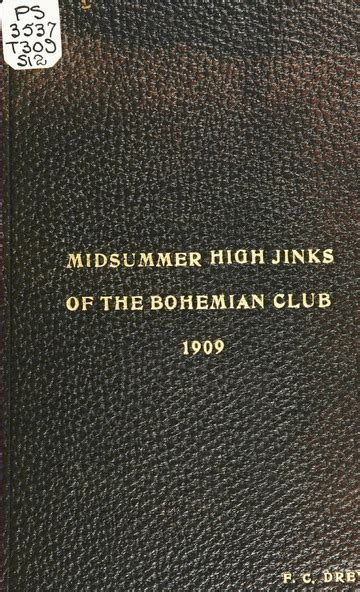 PS
3537
T309
S12
MIDSUMMER HIGH JINKS
OF THE BOHEMIAN CLUB
1909
F. C. DRE